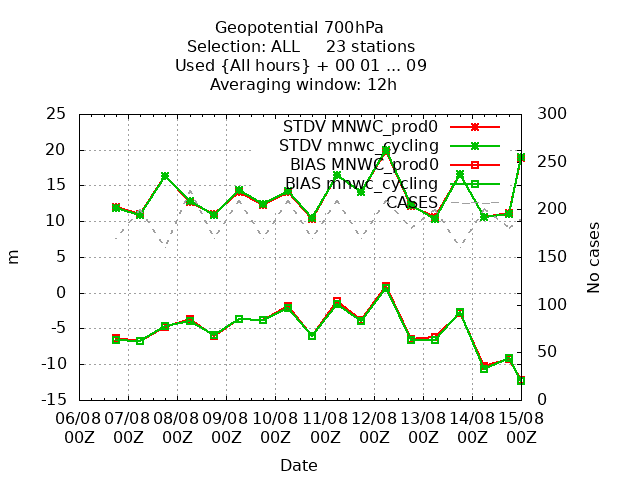 Geopotential 700hPa
Selection: ALL 23 stations
Used {All hours} + 00 01 ... 09
Averaging window: 12h
STDV MNWC_prod0
STDV mnwc_cycling
BIAS MNWC_prod0
BIAS mnwc_cycling
CASES
25
20
15
10
5
0
-5
-10
-15
m
300
250
200
150
100
50
0
No cases
06/08 07/08 08/08 09/08 10/08 11/08 12/08 13/08 14/08 15/08
00Z 00Z 00Z 00Z 00Z 00Z 00Z 00Z 00Z 00Z
Date